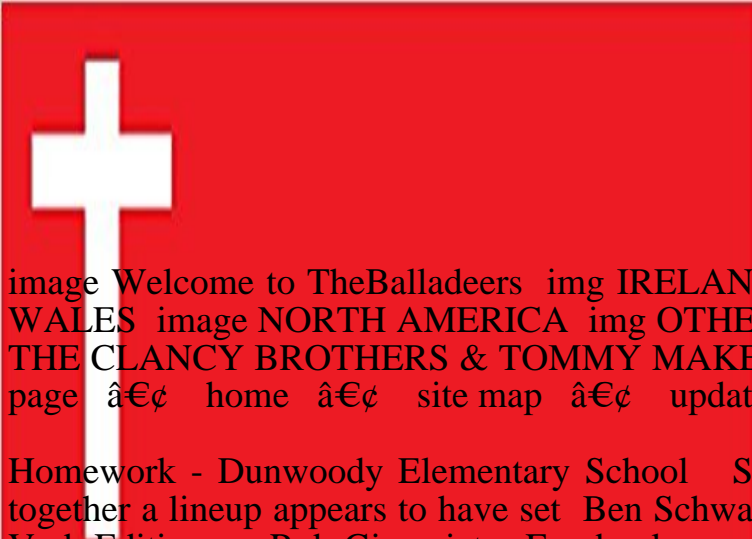 image Welcome to TheBalladeers img IRELAN
WALES image NORTH AMERICA img OTHE
THE CLANCY BROTHERS & TOMMY MAKE
page â€¢ home â€¢ site map â€¢ updat
Homework - Dunwoody Elementary School S
together a lineup appears to have set Ben Schwa